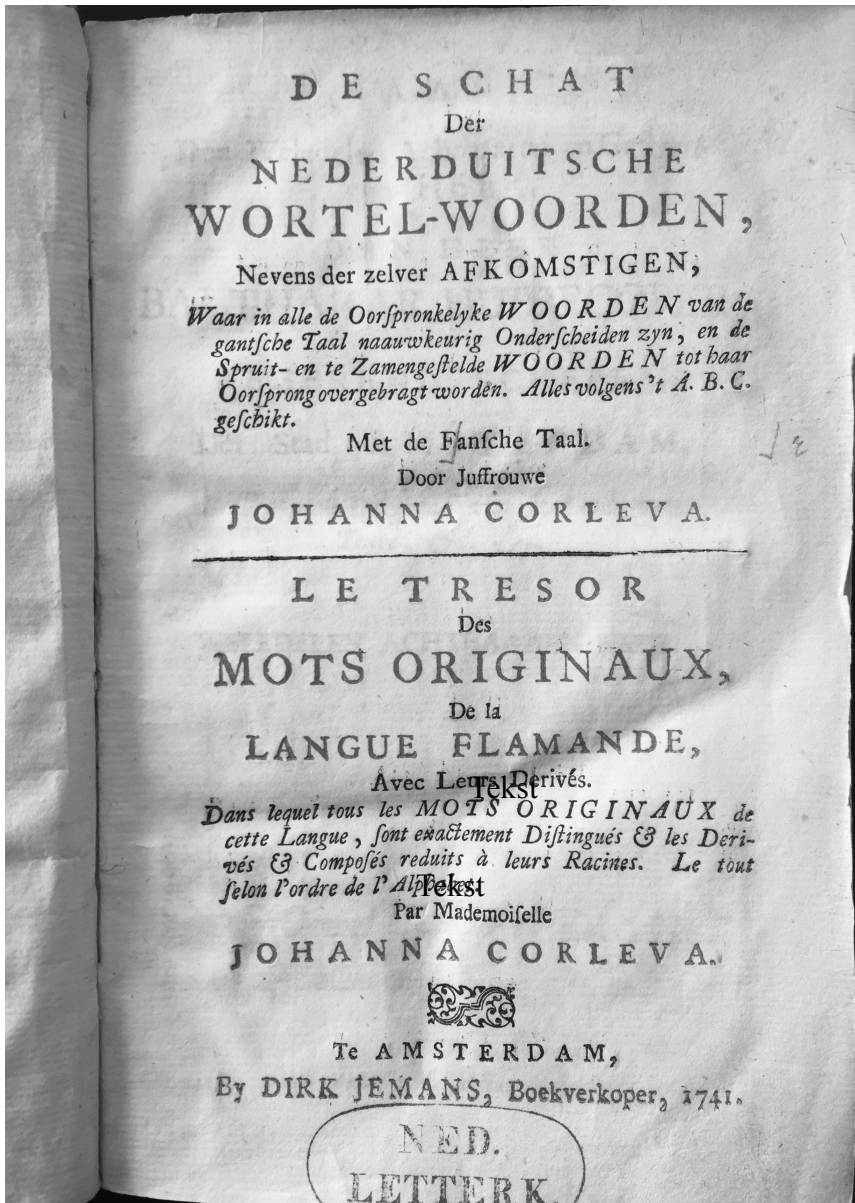 DE SCHAT
Der
NEDERDUITSCHE
WORTEL-WOORDEN,
Nevens der zelver AFKOMSTIGEN,
Waar in alle de Oorſpronkelyke WOORDEN van de
gantſche Taal naauwkeurig Onderſcheiden zyn, en de
Spruit- en te Zamengeſtelde WOORDEN tot haar
Oorſprong overgebragt worden. Alles volgens 't A. B. C.
geſchikt.
Met de Fanſche Taal.
Door Juffrouwe
JOHANNA CORLEVA.
LE TRESOR
Des
MOTS ORIGINAUX,
De la
LANGUE FLAMANDE,
Avec Leurs Derivés.
Tekst
Dans lequel tous les MOTS ORIGINAUX de
cette Langue, ſont exactement Diſtingués & les Deri-
vés & Compoſés reduits à leurs Racines. Le tout
ſelon l'ordre de l'Alphabet.
Tekst
Par Mademoiſelle
JOHANNA CORLEVA.
Te AMSTERDAM,
By DIRK JEMANS, Boekverkoper, 1741.
NED.
LETTERK.